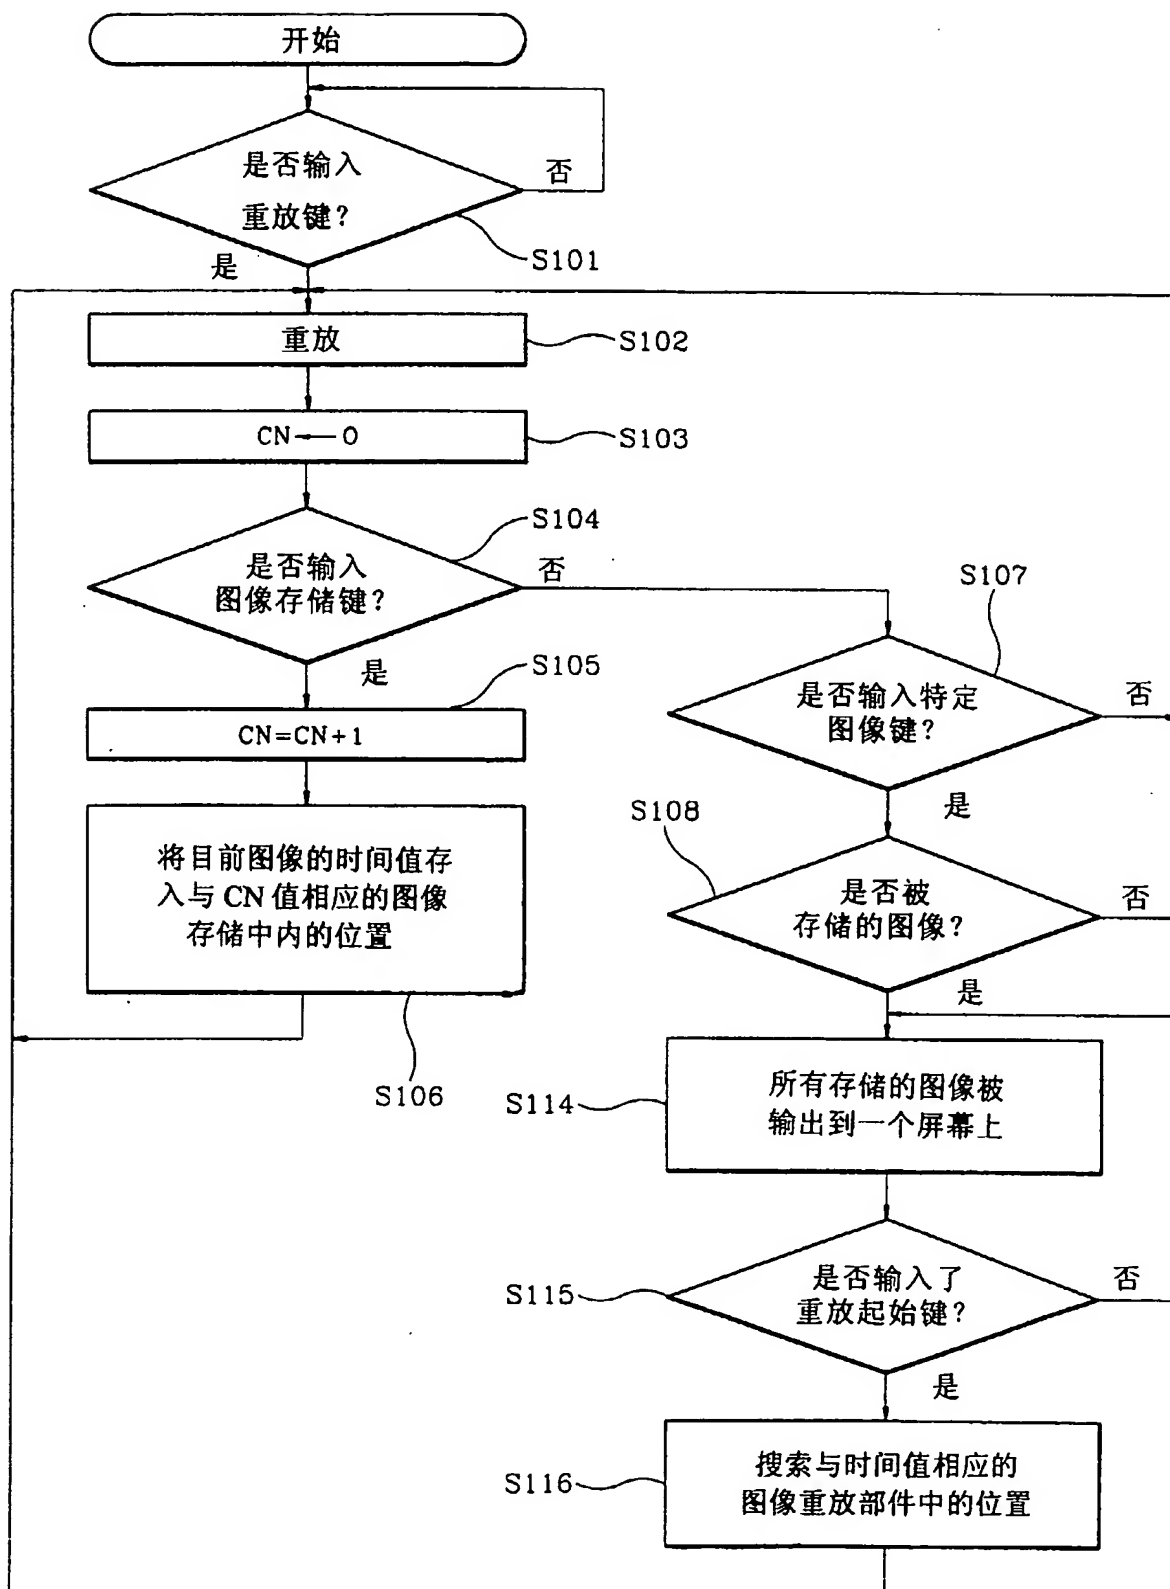 开始
是否输入
重放键?
否
S101
是
重放
S102
CN←0
S103
S104
是否输入
图像存储键?
否
是
S105
CN=CN+1
将目前图像的时间值存
入与CN值相应的图像
存储中内的位置
S106
S107
是否输入特定
图像键?
否
是
S108
是否被
存储的图像?
否
是
S114
所有存储的图像被
输出到一个屏幕上
S115
是否输入了
重放起始键?
否
是
S116
搜索与时间值相应的
图像重放部件中的位置